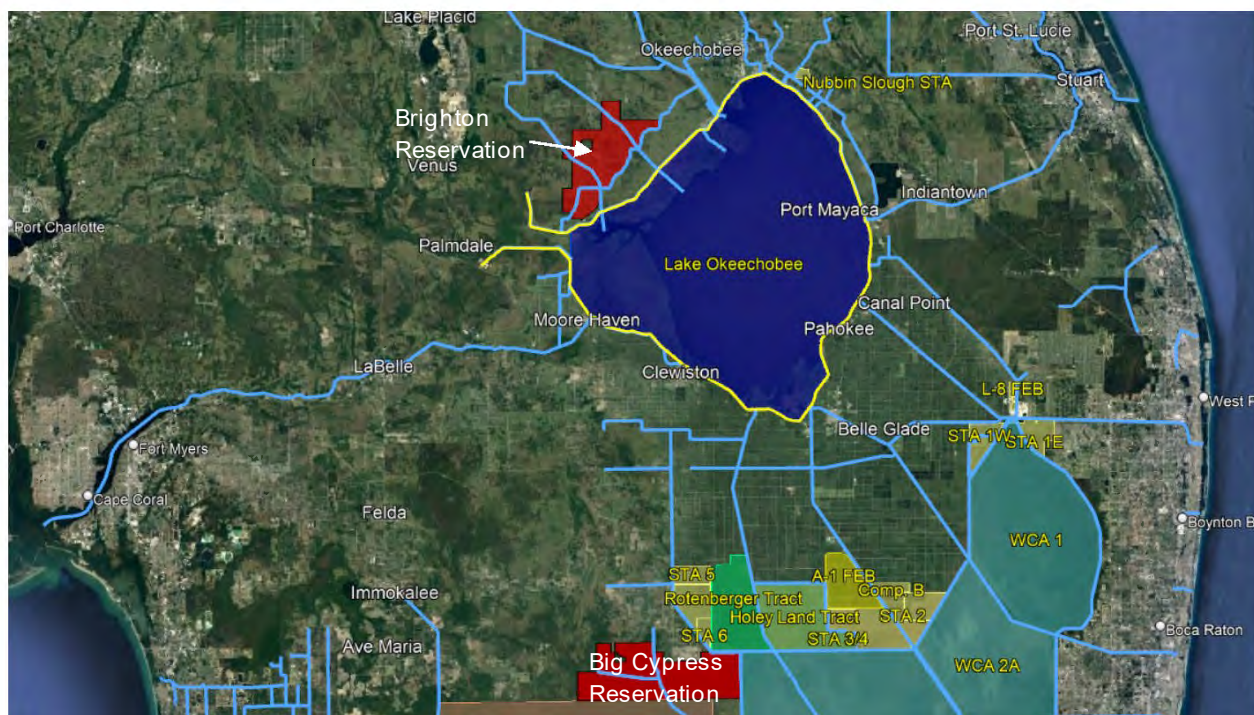 Lake Placid
Okeechobee
Port St. Lucie
Stuart
Nubbin Slough STA
Brighton
Reservation
Venus
Indiantown
Port Mayaca
Port Charlotte
Palmdale
Lake Okeechobee
Canal Point
Moore Haven
Pahokee
LaBelle
Clewiston
L-8 FEB
West P
Belle Glade
STA 1W
STA 1E
Fort Myers
Cape Coral
Felda
Boynton B
WCA 1
STA 5
A-1 FEB
Comp. B
Immokalee
Rotenberger Tract
Holey Land Tract
STA 2
Boca Raton
STA 6
STA 3/4
Ave Maria
Big Cypress
Reservation
WCA 2A